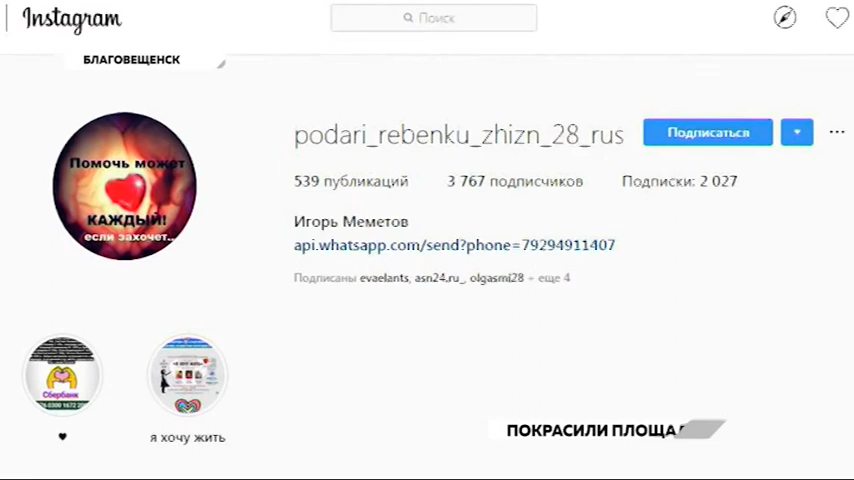 Instagram
Поиск
БЛАГОВЕЩЕНСК
podari_rebenku_zhizn_28_rus
Подписаться
539 публикаций 3 767 подписчиков Подписки: 2 027
Игорь Меметов
api.whatsapp.com/send?phone=79294911407
Подписаны evaelants, asn24.ru_, olgasmi28 + еще 4
Помочь может
КАЖДЫЙ!
если захочет...
Сбербанк
♥
я хочу жить
ПОКРАСИЛИ ПЛОЩА